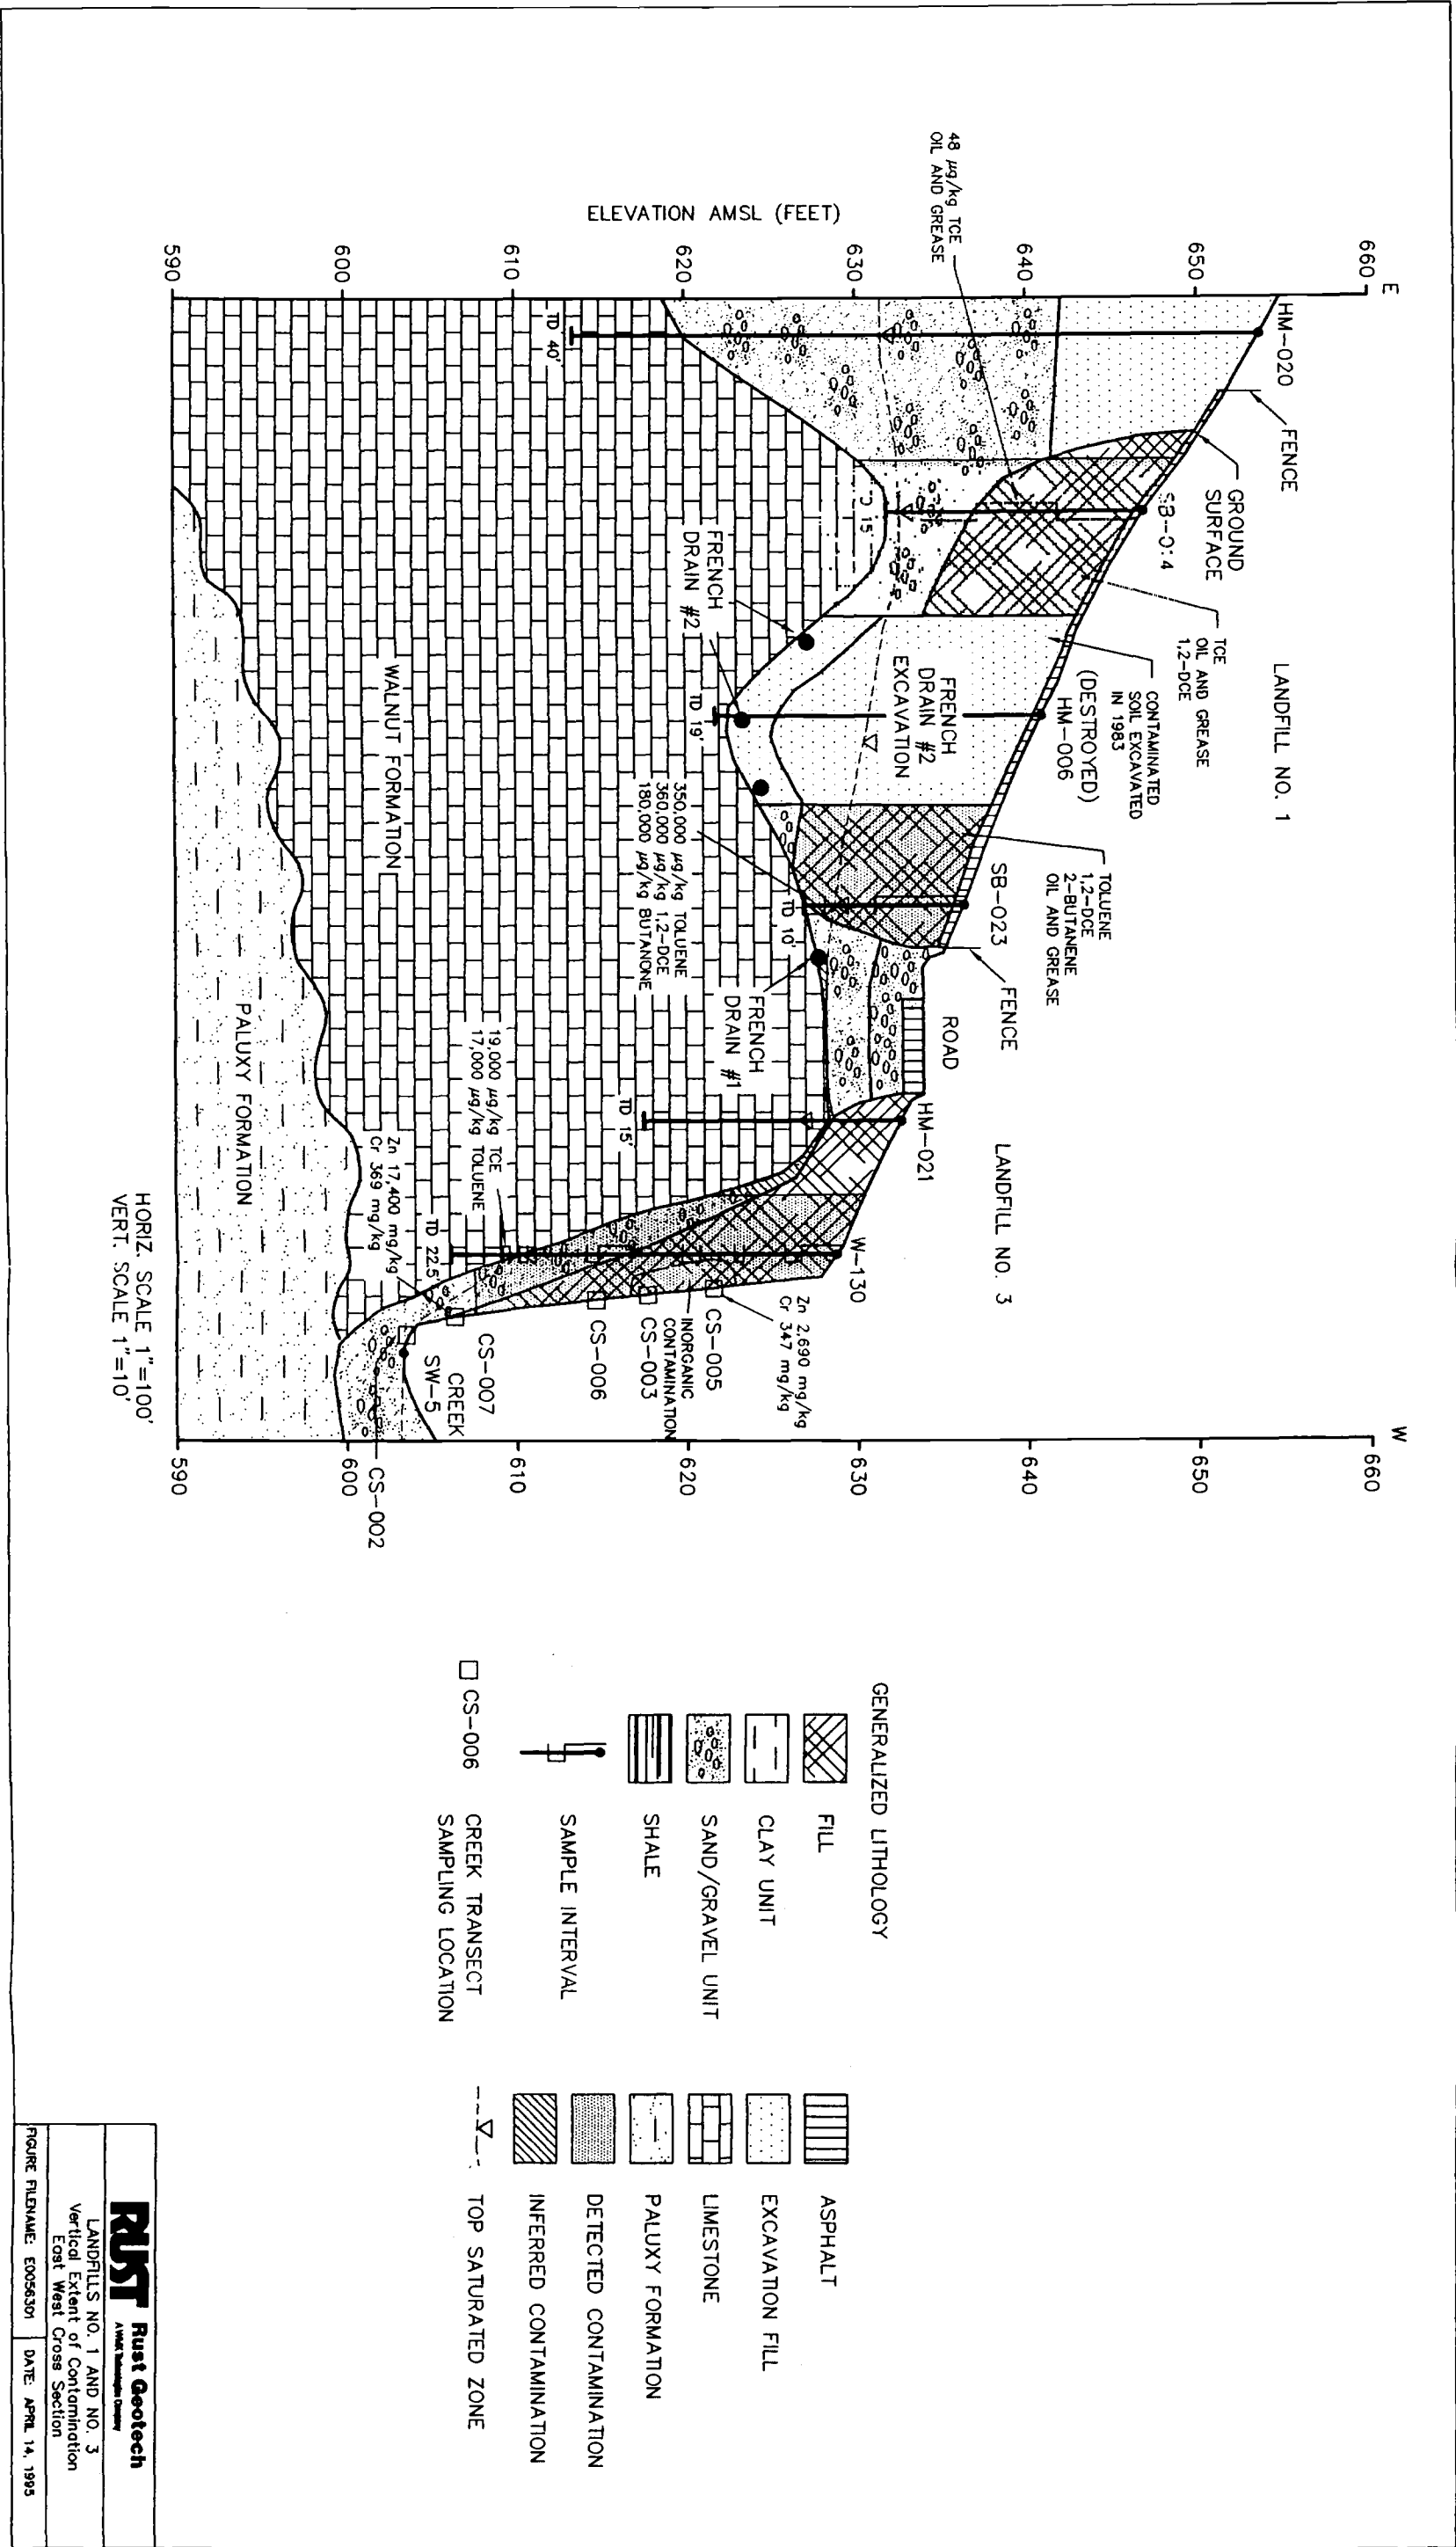 E
W
660
650
640
630
620
610
600
590
ELEVATION AMSL (FEET)
660
650
640
630
620
610
600
590
HM-020
FENCE
GROUND
SURFACE
LANDFILL NO. 1
TCE
OIL AND GREASE
1,2-DCE
48 µg/kg TCE
OIL AND GREASE
CONTAMINATED
SOIL EXCAVATED
IN 1983
(DESTROYED)
HM-006
TOLUENE
1,2-DCE
2-BUTANENE
OIL AND GREASE
SB-023
FENCE
ROAD
LANDFILL NO. 3
HM-021
W-130
Zn 2,690 mg/kg
Cr 347 mg/kg
FRENCH
DRAIN #2
EXCAVATION
TD 40'
FRENCH
DRAIN #2
TD 19'
TD 10'
350,000 µg/kg TOLUENE
360,000 µg/kg 1,2-DCE
180,000 µg/kg BUTANONE
FRENCH
DRAIN #1
TD 15'
CS-005
INORGANIC
CONTAMINATION
CS-003
CS-006
CS-007
CREEK
SW-5
CS-002
19,000 µg/kg TCE
17,000 µg/kg TOLUENE
TD 22.5'
Zn 17,400 mg/kg
Cr 369 mg/kg
WALNUT FORMATION
PALUXY FORMATION
HORIZ. SCALE 1"=100'
VERT. SCALE 1"=10'
GENERALIZED LITHOLOGY
FILL
CLAY UNIT
SAND/GRAVEL UNIT
SHALE
SAMPLE INTERVAL
CS-006 CREEK TRANSECT
SAMPLING LOCATION
ASPHALT
EXCAVATION FILL
LIMESTONE
PALUXY FORMATION
DETECTED CONTAMINATION
INFERRED CONTAMINATION
TOP SATURATED ZONE
RUST Rust Geotech
LANDFILLS NO. 1 AND NO. 3
Vertical Extent of Contamination
East West Cross Section
FIGURE FILENAME: E0056301 DATE: APRIL 14, 1995